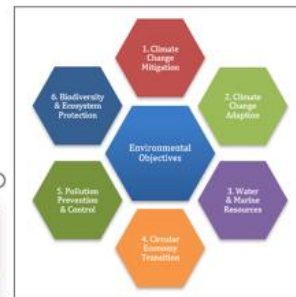 1. Climate
Change
Mitigation
2. Climate
Change
Adaption
3. Water
& Marine
Resources
4. Circular
Economy
Transition
5. Pollution
Prevention
& Control
6. Biodiversity
& Ecosystem
Protection
Environmental
Objectives